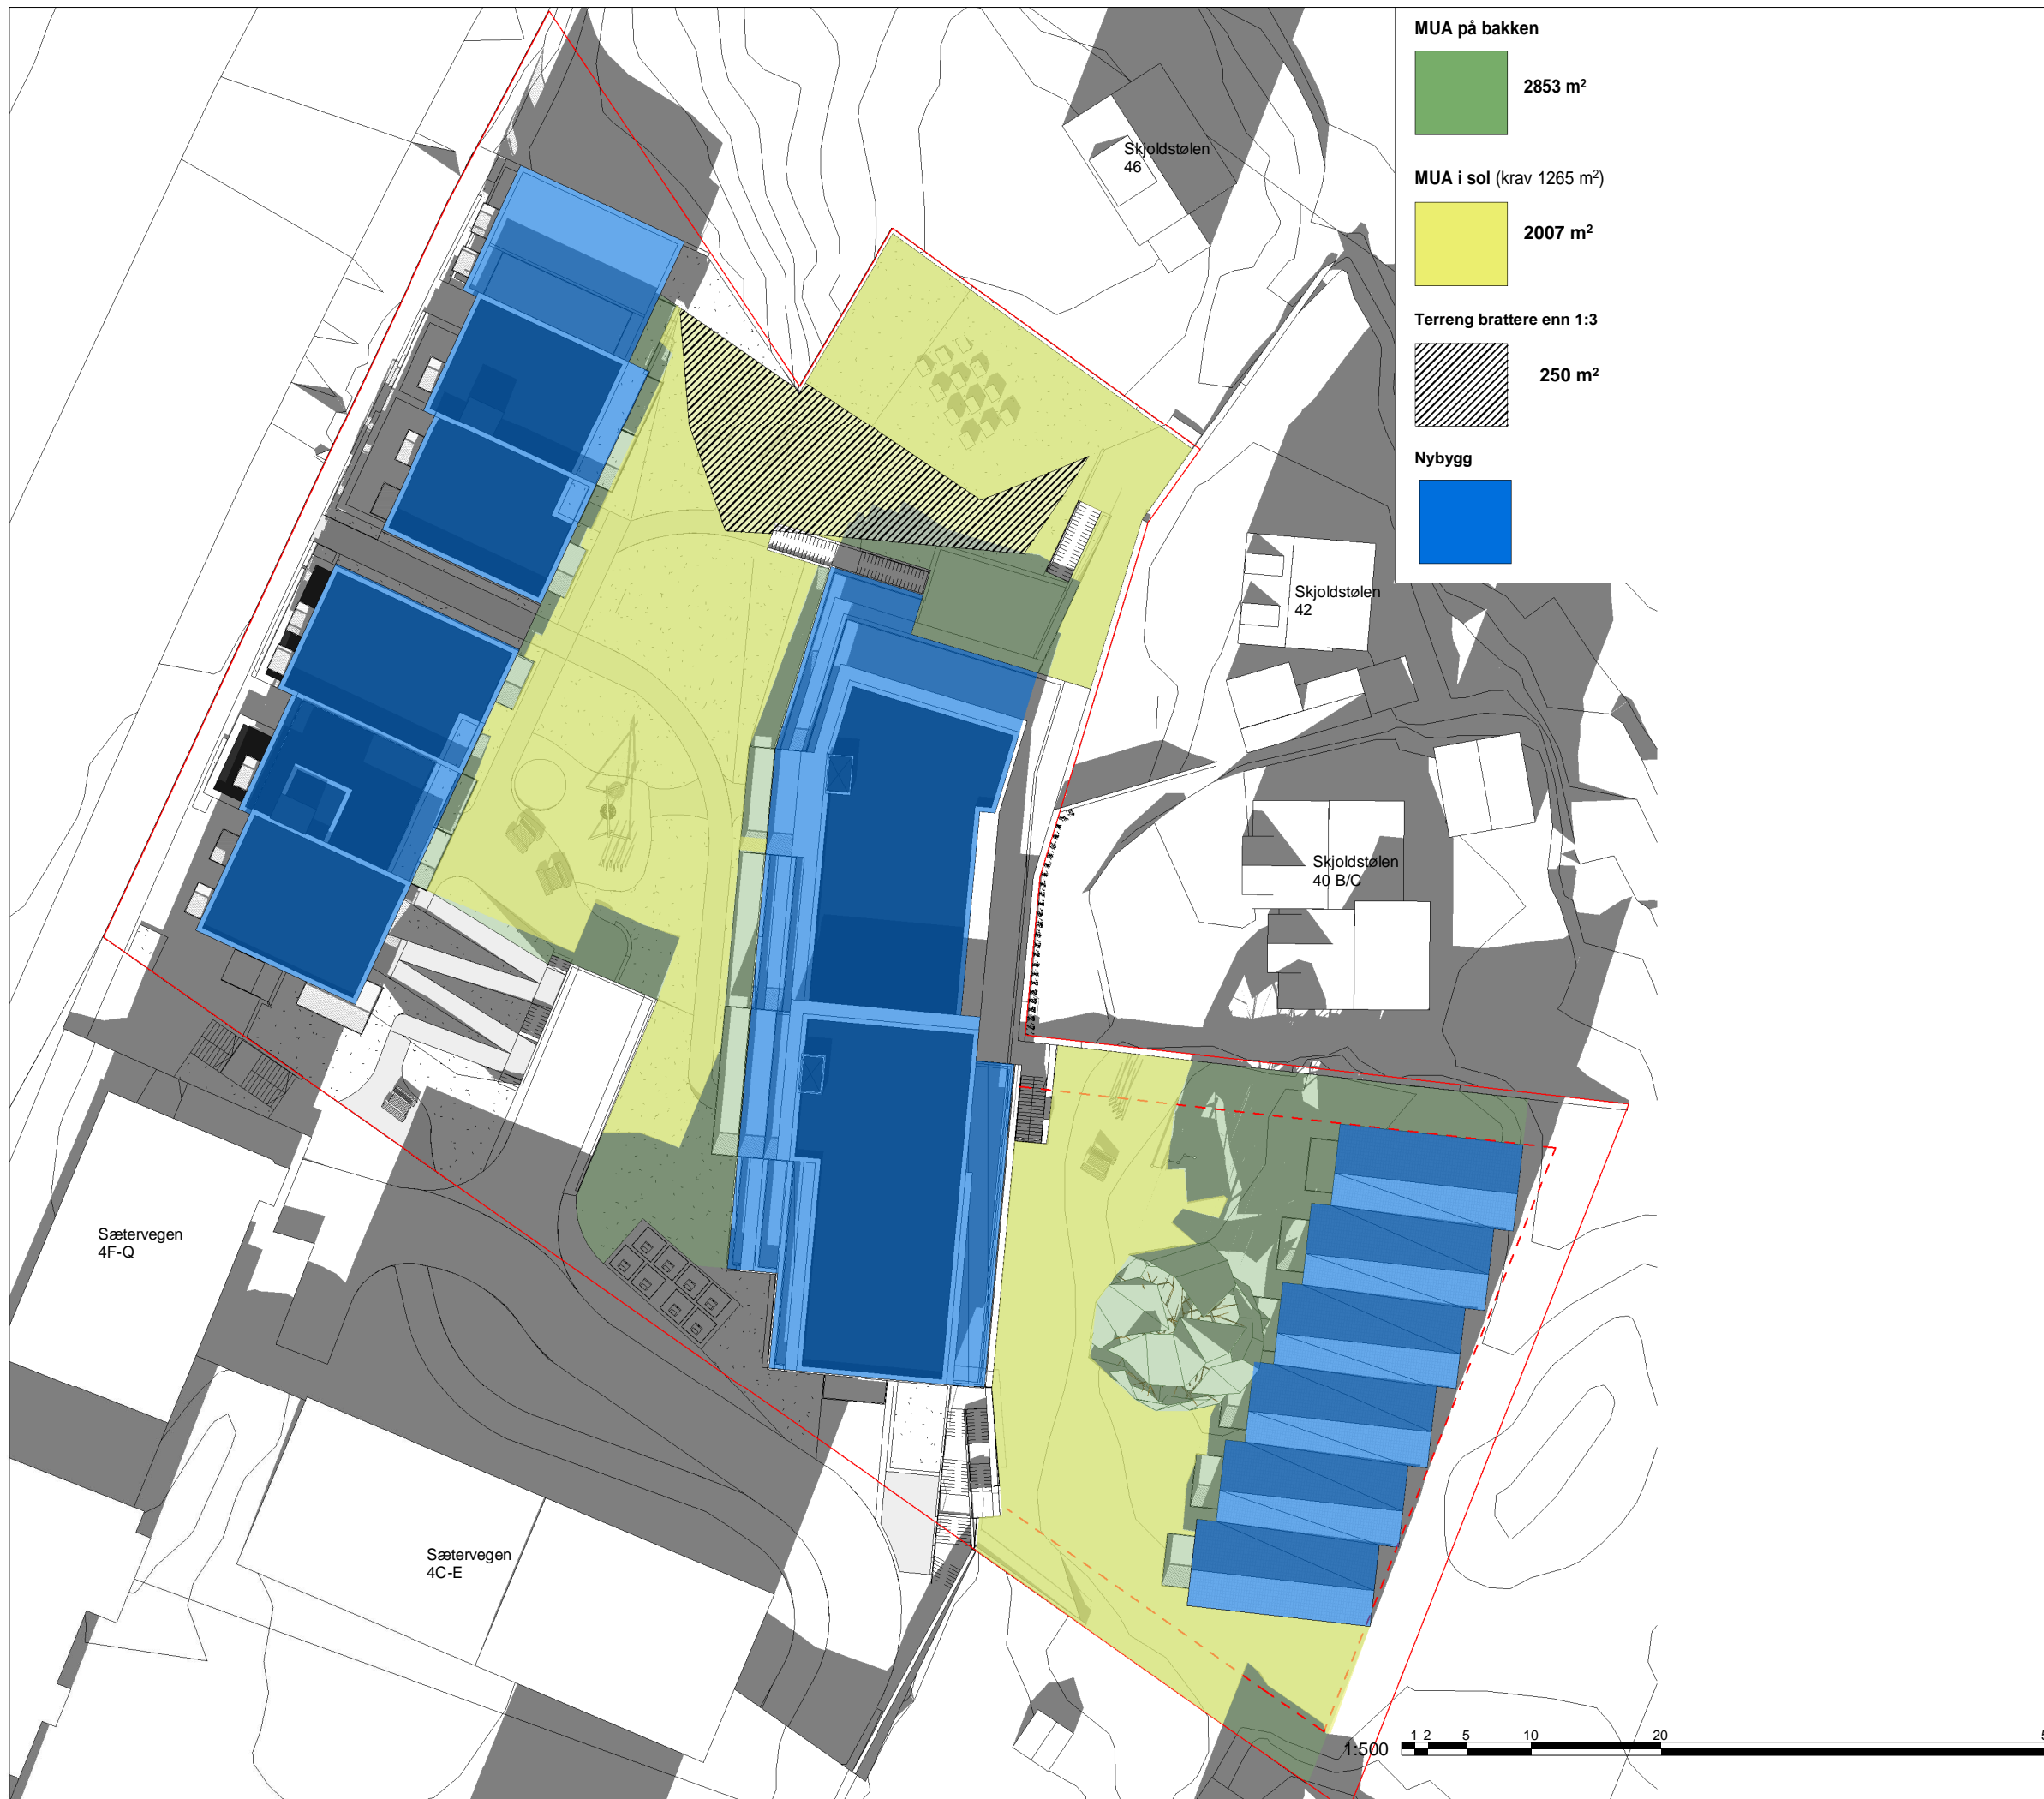 MUA på bakken
2853 m²
MUA i sol (krav 1265 m²)
2007 m²
Terreng brattere enn 1:3
250 m²
Nybygg
Skjoldstølen
46
Skjoldstølen
42
Skjoldstølen
40 B/C
Sætervegen
4F-Q
Sætervegen
4C-E
1:500
1 2 5 10 20 5